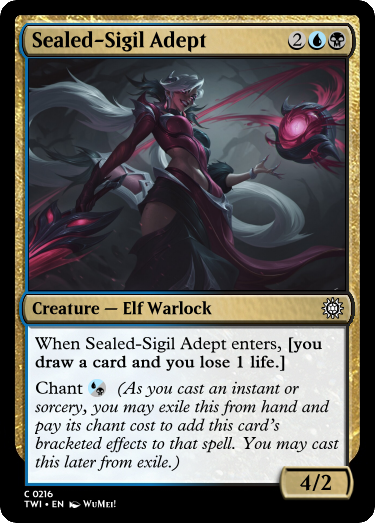 Sealed-Sigil Adept 2
Creature — Elf Warlock
When Sealed-Sigil Adept enters, [you
draw a card and you lose 1 life.]
Chant (As you cast an instant or
sorcery, you may exile this from hand and
pay its chant cost to add this card's
bracketed effects to that spell. You may cast
this later from exile.)
4/2
C 0216
TWI • EN WuMei!